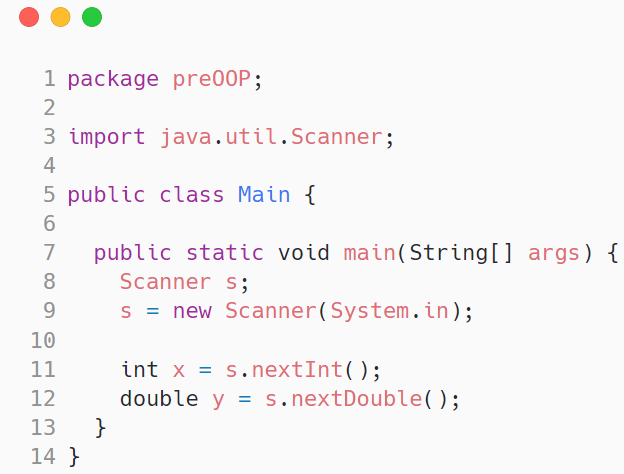 1 package preOOP;
2
3 import java.util.Scanner;
4
5 public class Main {
6
7   public static void main(String[] args) {
8     Scanner s;
9     s = new Scanner(System.in);
10
11     int x = s.nextInt();
12     double y = s.nextDouble();
13   }
14 }